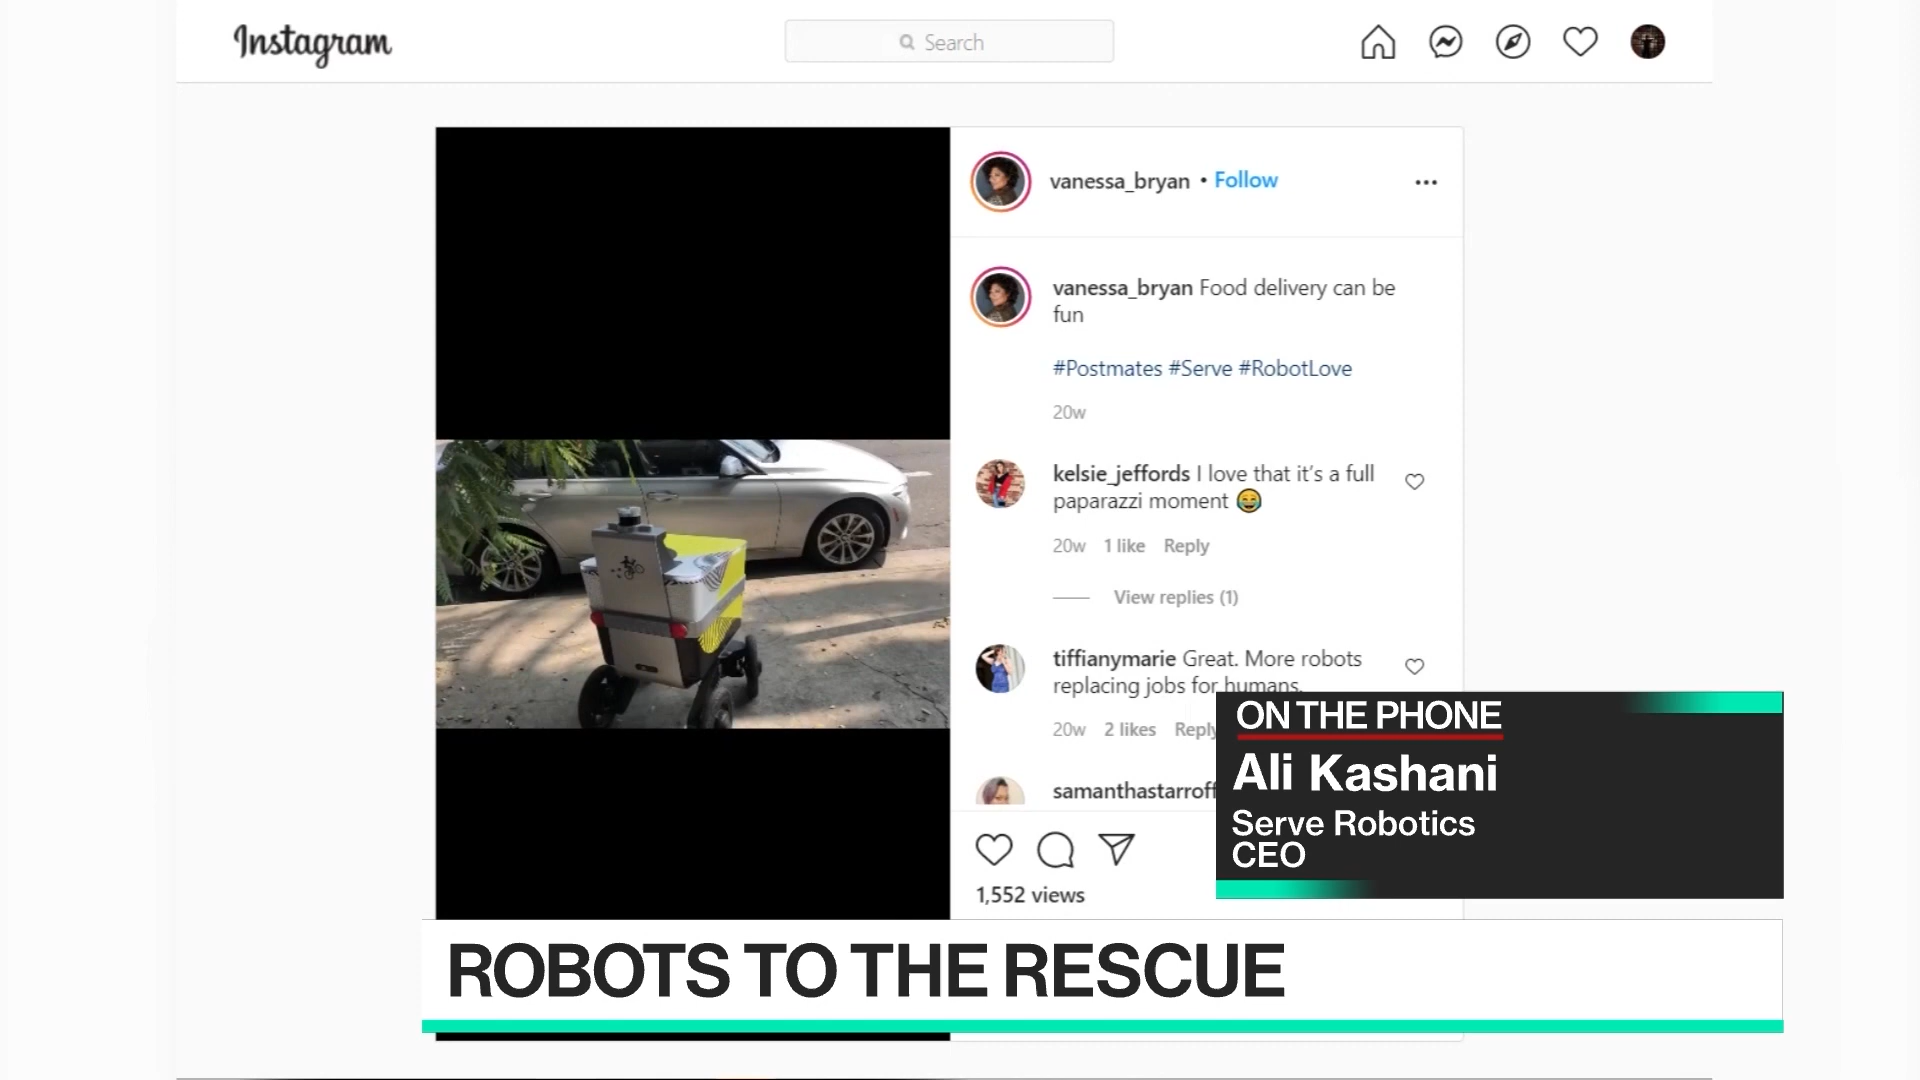 Instagram
Search
vanessa_bryan • Follow
vanessa_bryan Food delivery can be
fun
#Postmates #Serve #RobotLove
20w
kelsie_jeffords I love that it's a full
paparazzi moment 😂
20w 1 like Reply
View replies (1)
tiffianymarie Great. More robots
replacing jobs for humans.
20w 2 likes Reply
samanthastarroff
1,552 views
ON THE PHONE
Ali Kashani
Serve Robotics
CEO
ROBOTS TO THE RESCUE